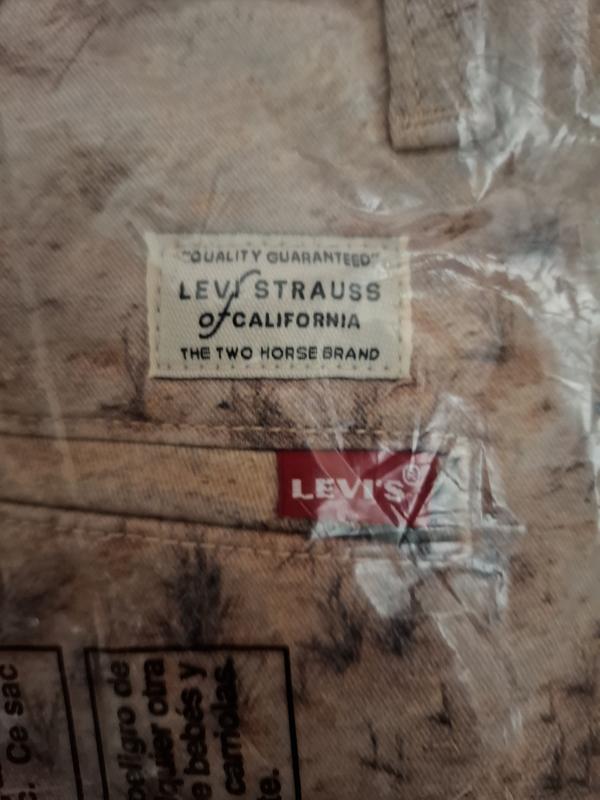 "QUALITY GUARANTEED"
LEVI STRAUSS
of CALIFORNIA
THE TWO HORSE BRAND
LEVI'S®
peligro de
quier otra
e bebés y
carriolas.
te.
Ce sac